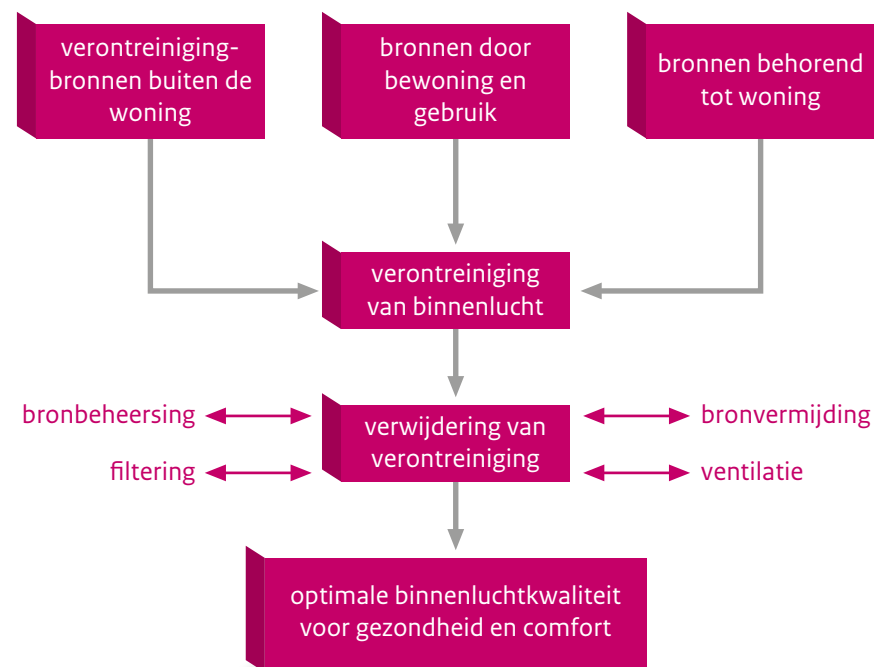 verontreiniging-
bronnen buiten de
woning
bronnen door
bewoning en
gebruik
bronnen behorend
tot woning
verontreiniging
van binnenlucht
bronbeheersing
filtering
verwijdering van
verontreiniging
bronvermijding
ventilatie
optimale binnenluchtkwaliteit
voor gezondheid en comfort